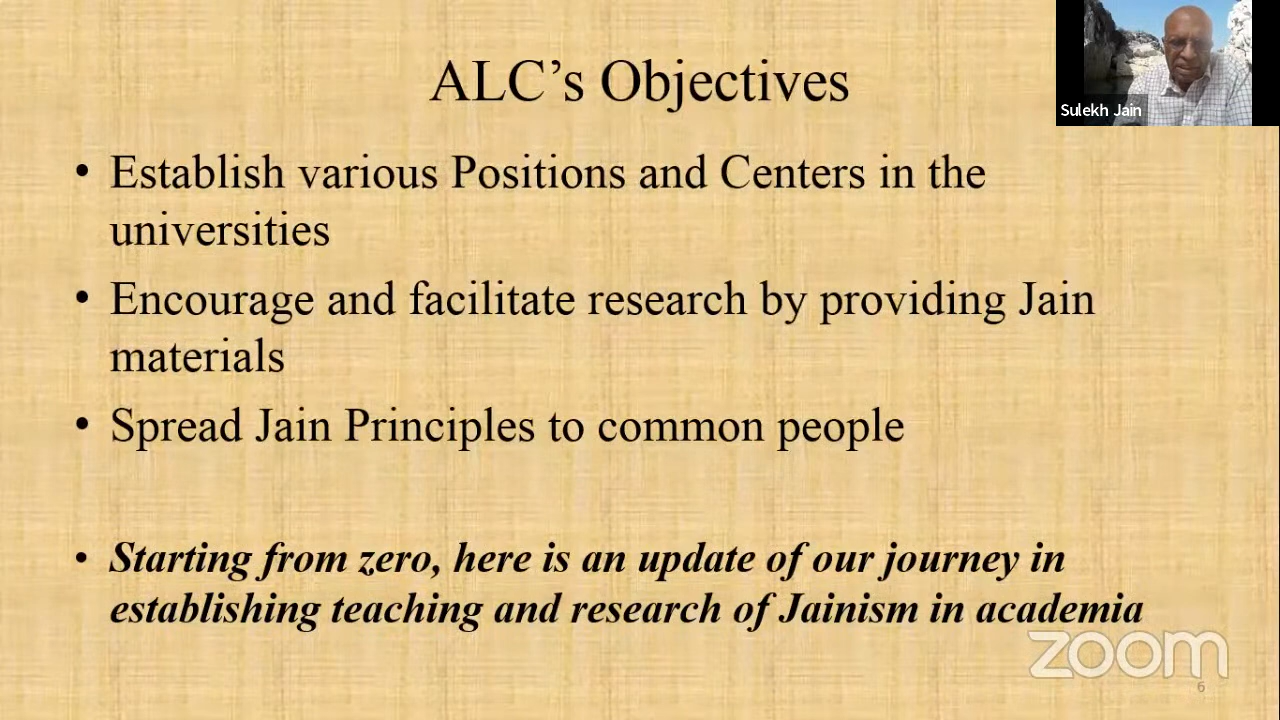 ALC’s Objectives
Sulekh Jain
• Establish various Positions and Centers in the
universities
• Encourage and facilitate research by providing Jain
materials
• Spread Jain Principles to common people
• Starting from zero, here is an update of our journey in
establishing teaching and research of Jainism in academia
zoom
6